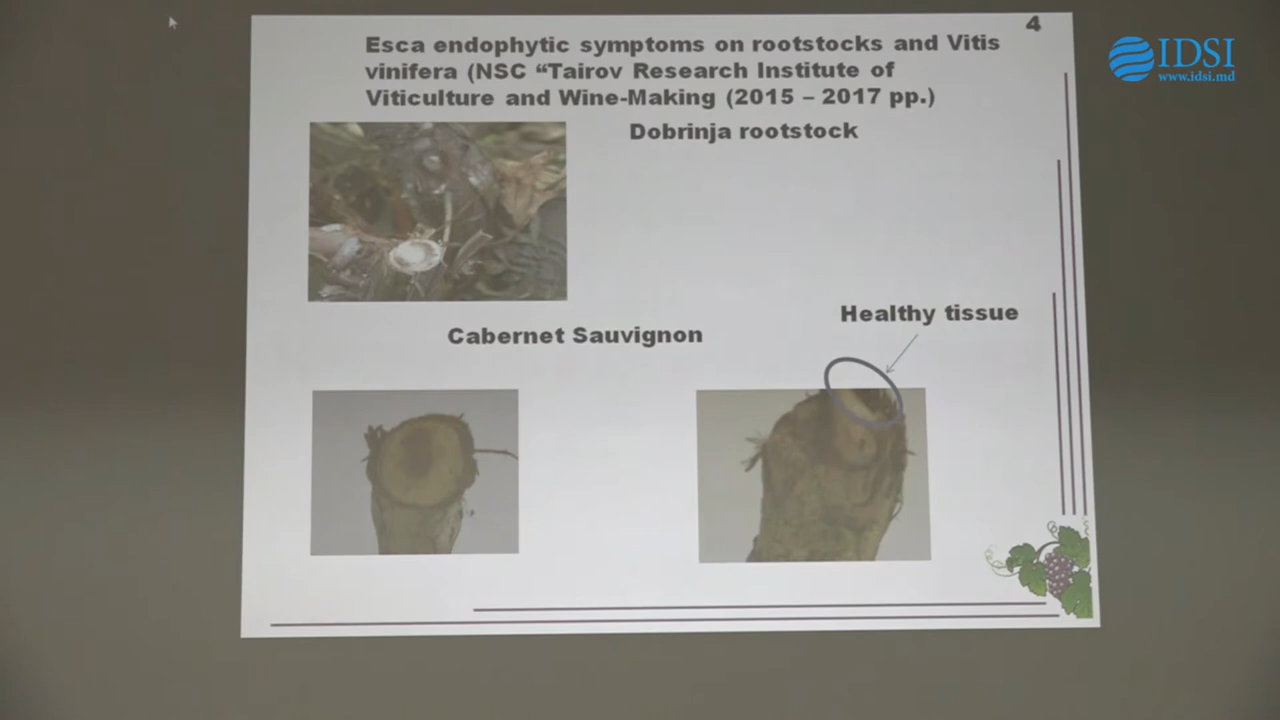 4
IDSI
www.idsi.md
Esca endophytic symptoms on rootstocks and Vitis
vinifera (NSC “Tairov Research Institute of
Viticulture and Wine-Making (2015 – 2017 pp.)
Dobrinja rootstock
Healthy tissue
Cabernet Sauvignon